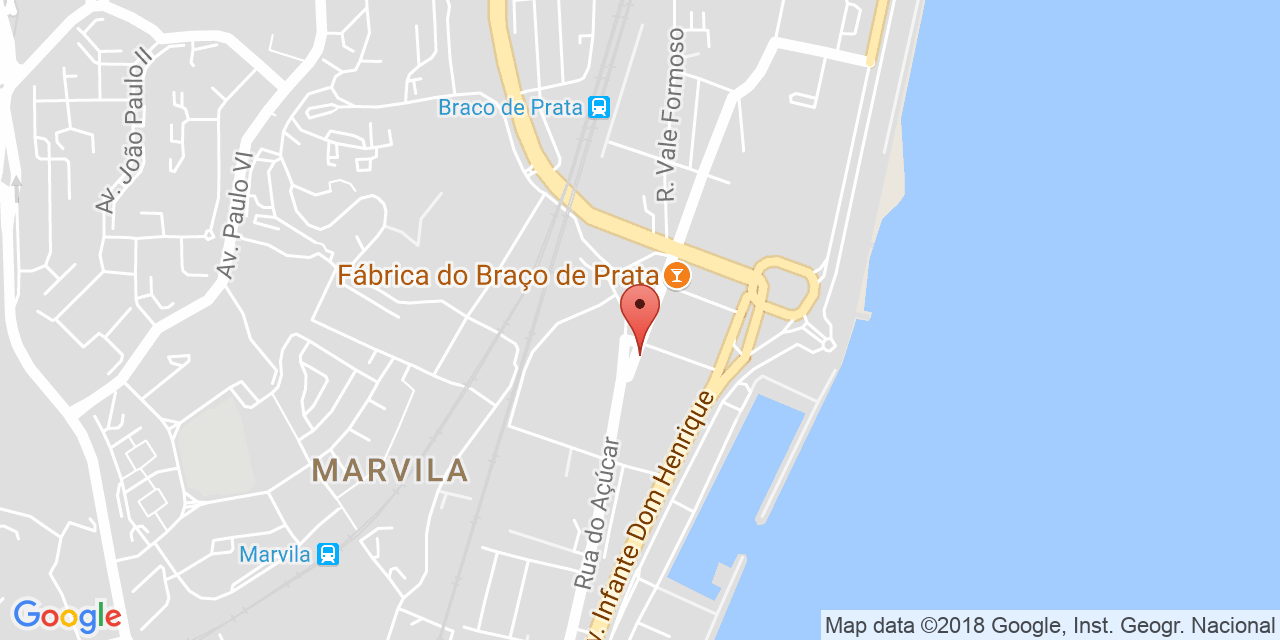 Av. João Paulo II
R. Vale Formoso
Braco de Prata
Av. Paulo VI
Fábrica do Braço de Prata
MARVILA
Rua do Açúcar
v. Infante Dom Henrique
Marvila
Google
Map data ©2018 Google, Inst. Geogr. Nacional